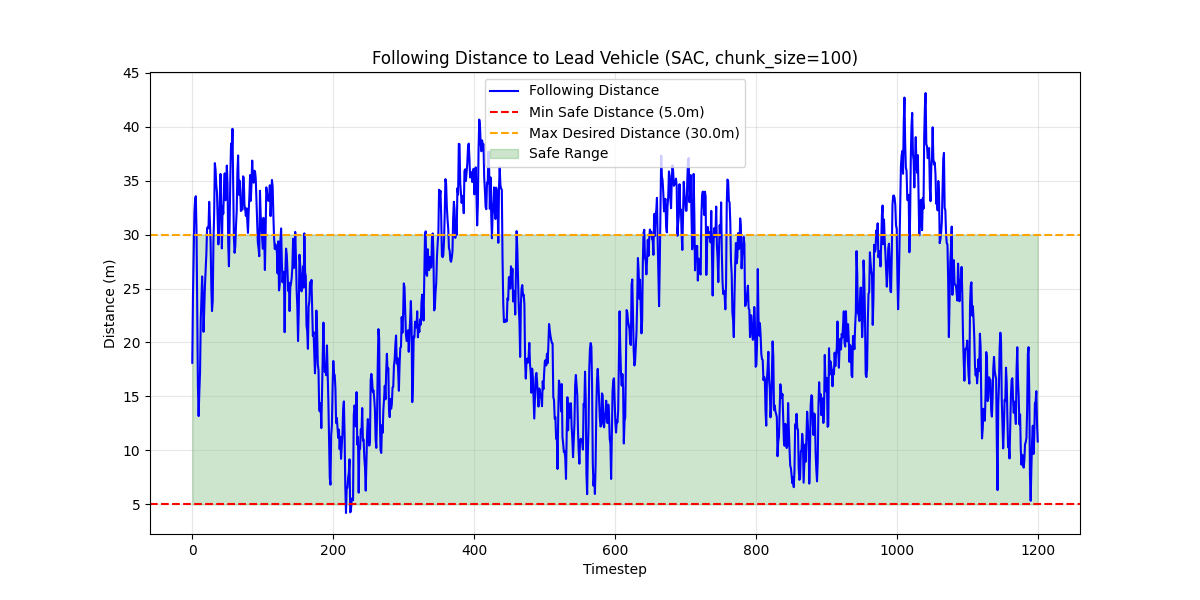 Following Distance to Lead Vehicle (SAC, chunk_size=100)
Following Distance
Min Safe Distance (5.0m)
Max Desired Distance (30.0m)
Safe Range
Distance (m)
45
40
35
30
25
20
15
10
5
0 200 400 600 800 1000 1200
Timestep